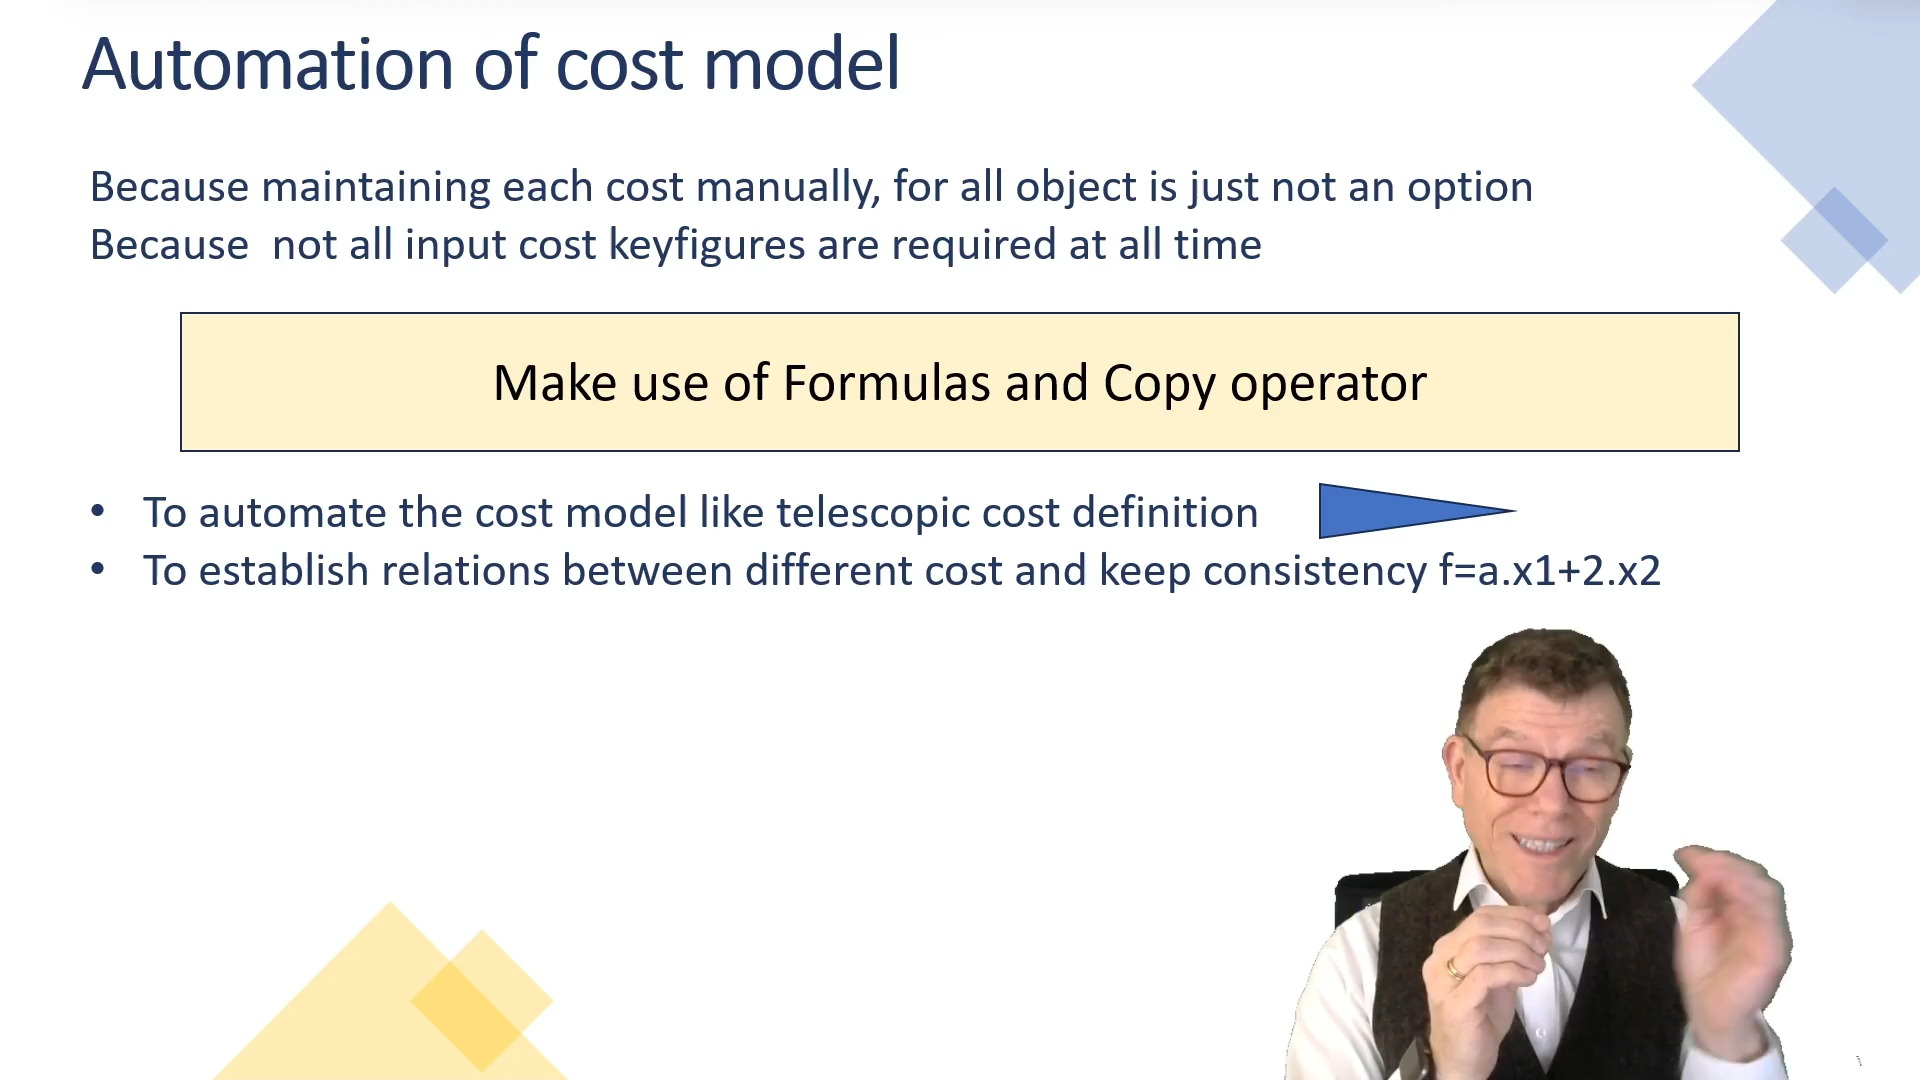 Automation of cost model
Because maintaining each cost manually, for all object is just not an option
Because  not all input cost keyfigures are required at all time
Make use of Formulas and Copy operator
• To automate the cost model like telescopic cost definition
• To establish relations between different cost and keep consistency f=a.x1+2.x2